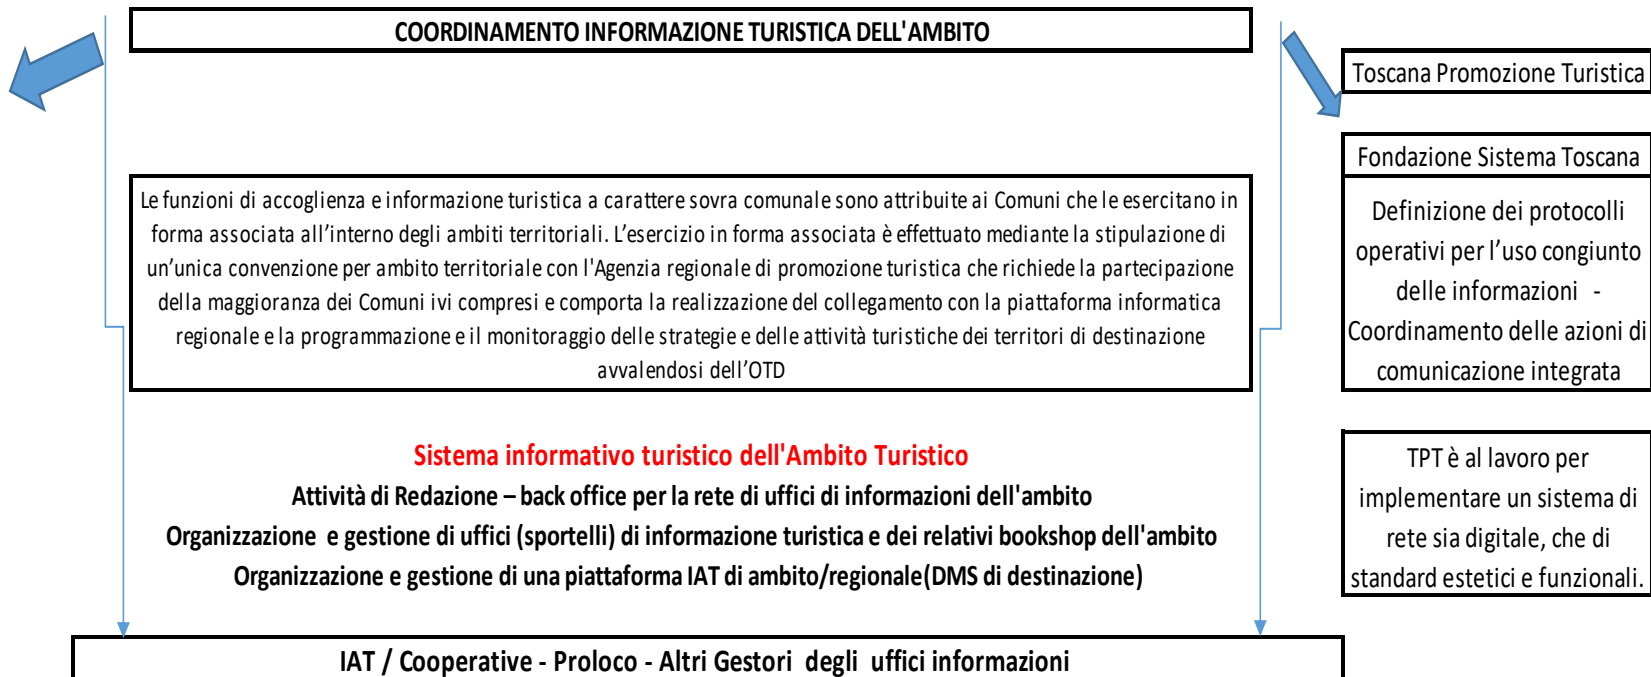 COORDINAMENTO INFORMAZIONE TURISTICA DELL'AMBITO
Le funzioni di accoglienza e informazione turistica a carattere sovra comunale sono attribuite ai Comuni che le esercitano in
forma associata all’interno degli ambiti territoriali. L’esercizio in forma associata è effettuato mediante la stipulazione di
un’unica convenzione per ambito territoriale con l'Agenzia regionale di promozione turistica che richiede la partecipazione
della maggioranza dei Comuni ivi compresi e comporta la realizzazione del collegamento con la piattaforma informatica
regionale e la programmazione e il monitoraggio delle strategie e delle attività turistiche dei territori di destinazione
avvalendosi dell’OTD
Sistema informativo turistico dell'Ambito Turistico
Attività di Redazione – back office per la rete di uffici di informazioni dell'ambito
Organizzazione e gestione di uffici (sportelli) di informazione turistica e dei relativi bookshop dell'ambito
Organizzazione e gestione di una piattaforma IAT di ambito/regionale(DMS di destinazione)
IAT / Cooperative - Proloco - Altri Gestori degli uffici informazioni
Toscana Promozione Turistica
Fondazione Sistema Toscana
Definizione dei protocolli
operativi per l’uso congiunto
delle informazioni -
Coordinamento delle azioni di
comunicazione integrata
TPT è al lavoro per
implementare un sistema di
rete sia digitale, che di
standard estetici e funzionali.